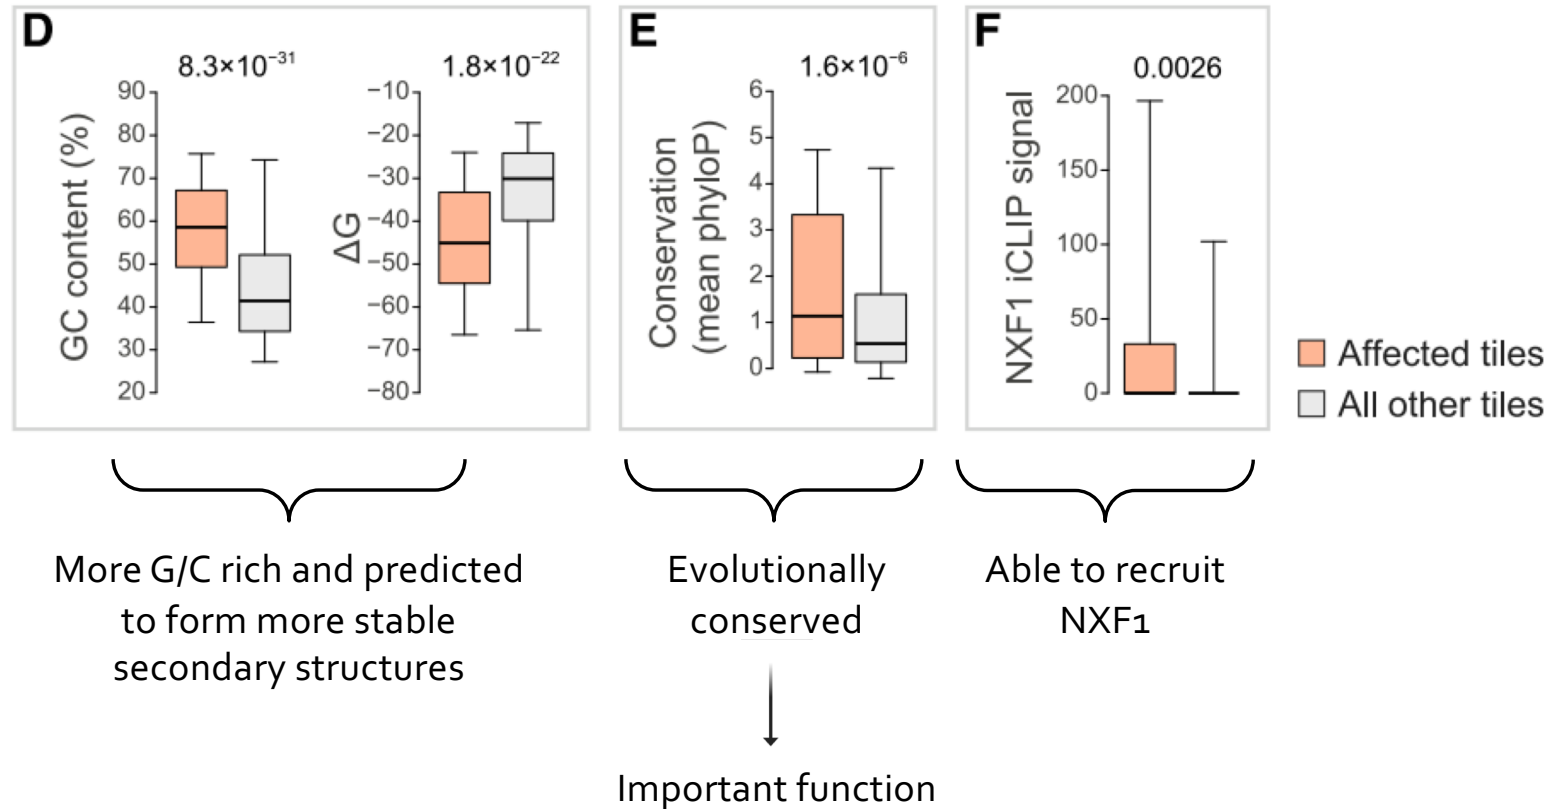 D
8.3×10⁻³¹
GC content (%)
90
80
70
60
50
40
30
20
1.8×10⁻²²
ΔG
−10
−20
−30
−40
−50
−60
−70
−80
E
1.6×10⁻⁶
Conservation
(mean phyloP)
6
5
4
3
2
1
0
F
0.0026
NXF1 iCLIP signal
200
150
100
50
0
Affected tiles
All other tiles
More G/C rich and predicted
to form more stable
secondary structures
Evolutionally
conserved
Able to recruit
NXF1
Important function